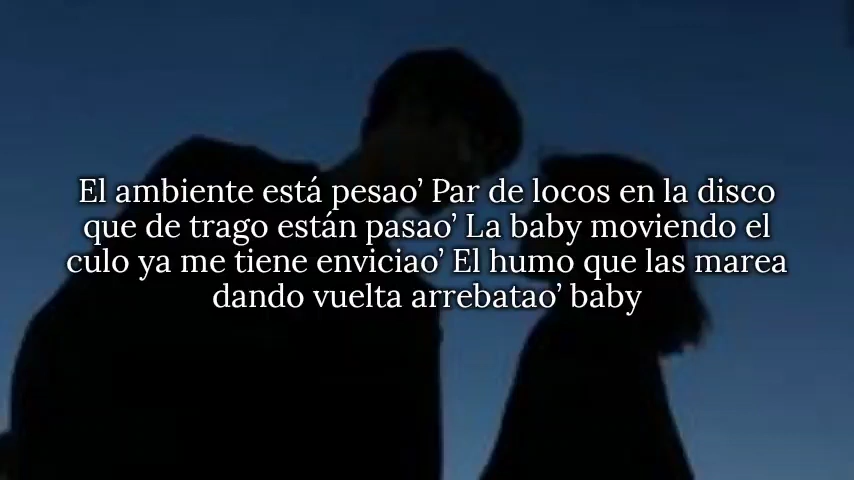 El ambiente está pesao’ Par de locos en la disco
que de trago están pasao’ La baby moviendo el
culo ya me tiene enviciao’ El humo que las marea
dando vuelta arrebatao’ baby